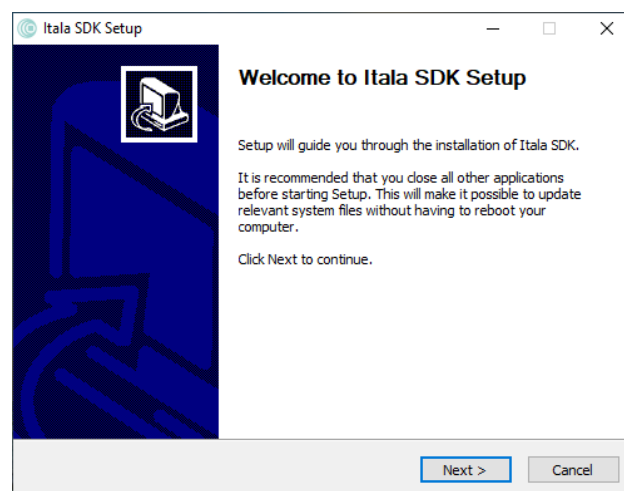 Itala SDK Setup
Welcome to Itala SDK Setup
Setup will guide you through the installation of Itala SDK.
It is recommended that you close all other applications
before starting Setup. This will make it possible to update
relevant system files without having to reboot your
computer.
Click Next to continue.
Next >
Cancel